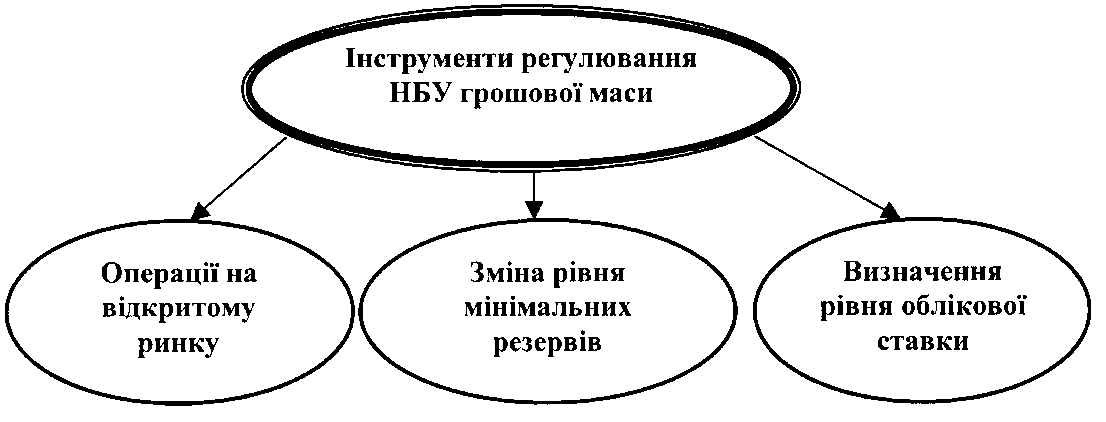 Інструменти регулювання
НБУ грошової маси
Операції на
відкритому
ринку
Зміна рівня
мінімальних
резервів
Визначення
рівня облікової
ставки